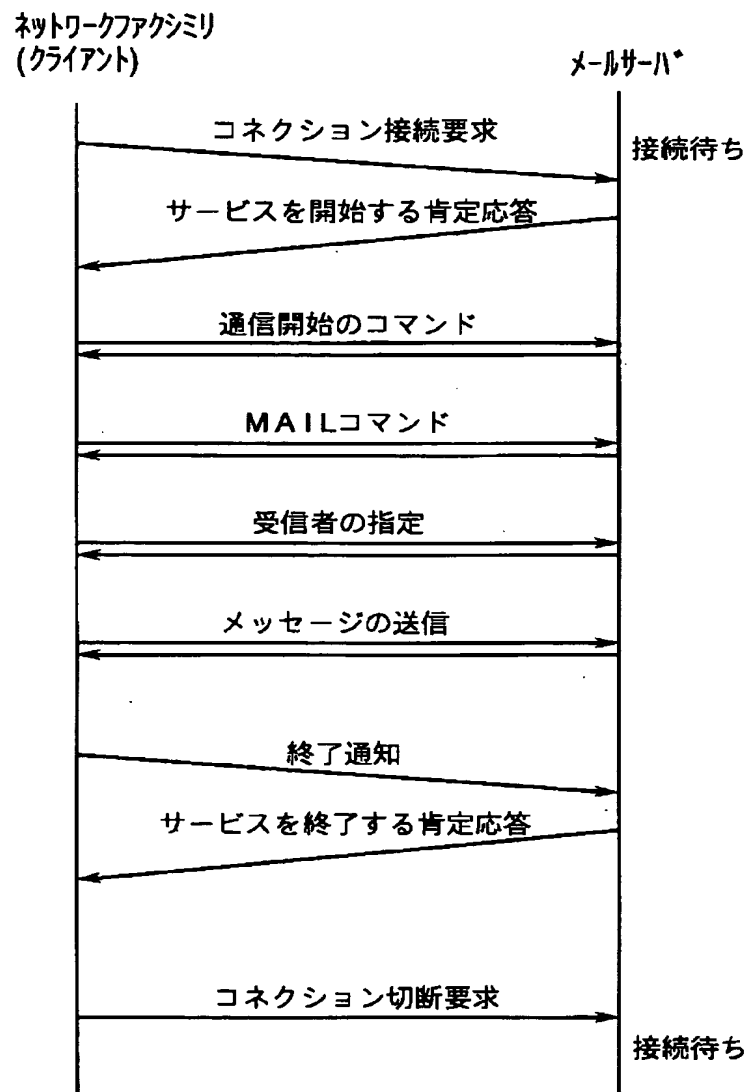 ネットワークファクシミリ
(クライアント)
メールサーバ
コネクション接続要求
接続待ち
サービスを開始する肯定応答
通信開始のコマンド
MAILコマンド
受信者の指定
メッセージの送信
終了通知
サービスを終了する肯定応答
コネクション切断要求
接続待ち